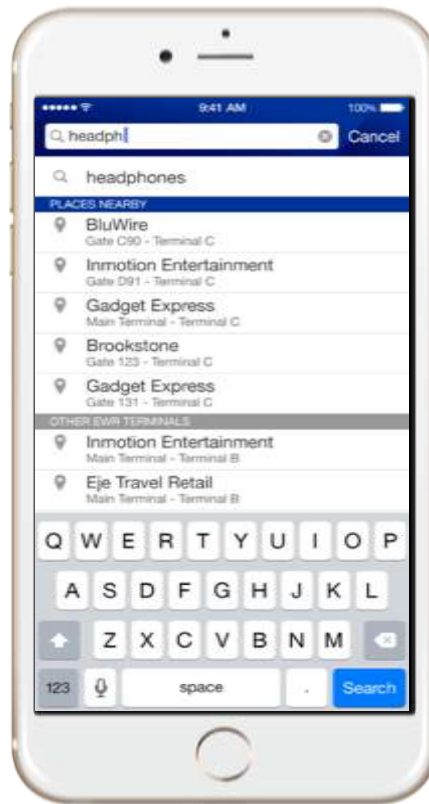 9:41 AM
100%
headph
Cancel
headphones
PLACES NEARBY
BluWire
Gate C90 - Terminal C
Inmotion Entertainment
Gate D91 - Terminal C
Gadget Express
Main Terminal - Terminal C
Brookstone
Gate 123 - Terminal C
Gadget Express
Gate 131 - Terminal C
OTHER EWR TERMINALS
Inmotion Entertainment
Main Terminal - Terminal B
Eje Travel Retail
Main Terminal - Terminal B
Q W E R T Y U I O P
A S D F G H J K L
Z X C V B N M
123 space . Search